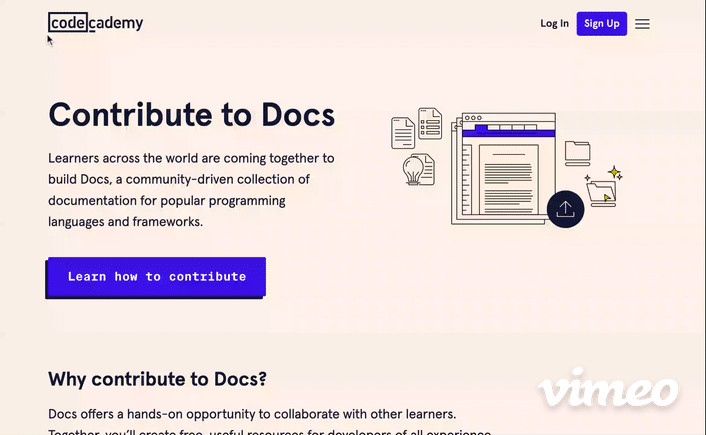 codecademy
Log In
Sign Up
Contribute to Docs
Learners across the world are coming together to
build Docs, a community-driven collection of
documentation for popular programming
languages and frameworks.
Learn how to contribute
Why contribute to Docs?
Docs offers a hands-on opportunity to collaborate with other learners.
Together, you'll create free, useful resources for developers of all experience
vimeo